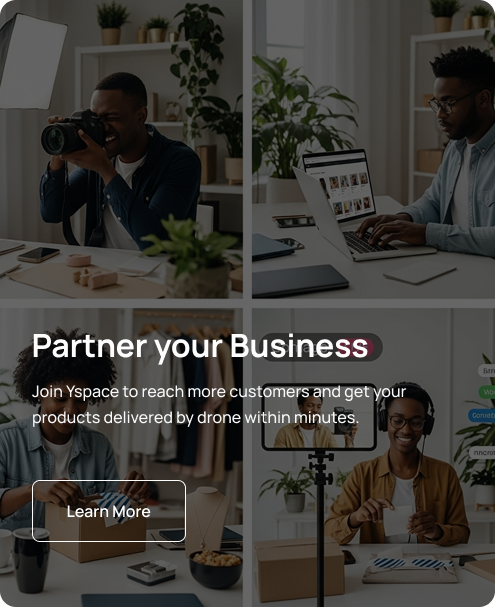 Partner your Business
Join Yspace to reach more customers and get your
products delivered by drone within minutes.
Learn More